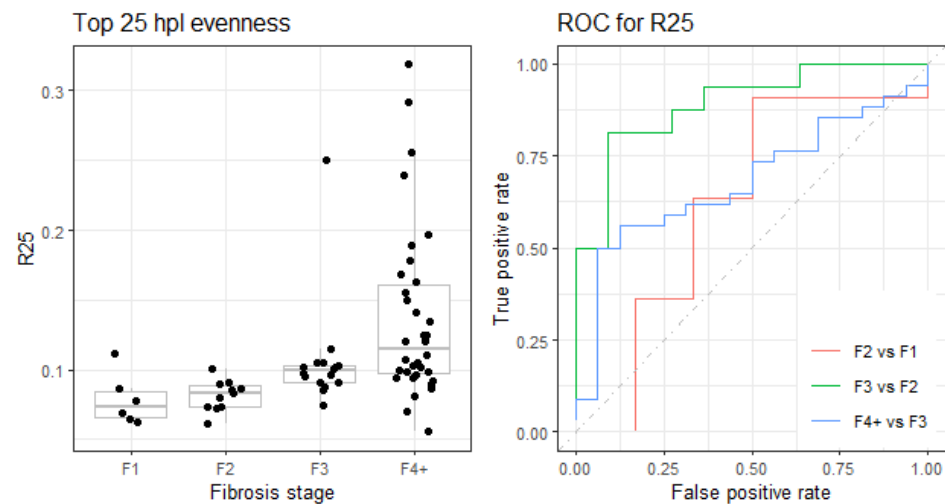 Top 25 hpl evenness
R25
0.3
0.2
0.1
F1 F2 F3 F4+
Fibrosis stage
ROC for R25
True positive rate
1.00
0.75
0.50
0.25
0.00
F2 vs F1
F3 vs F2
F4+ vs F3
0.00 0.25 0.50 0.75 1.00
False positive rate